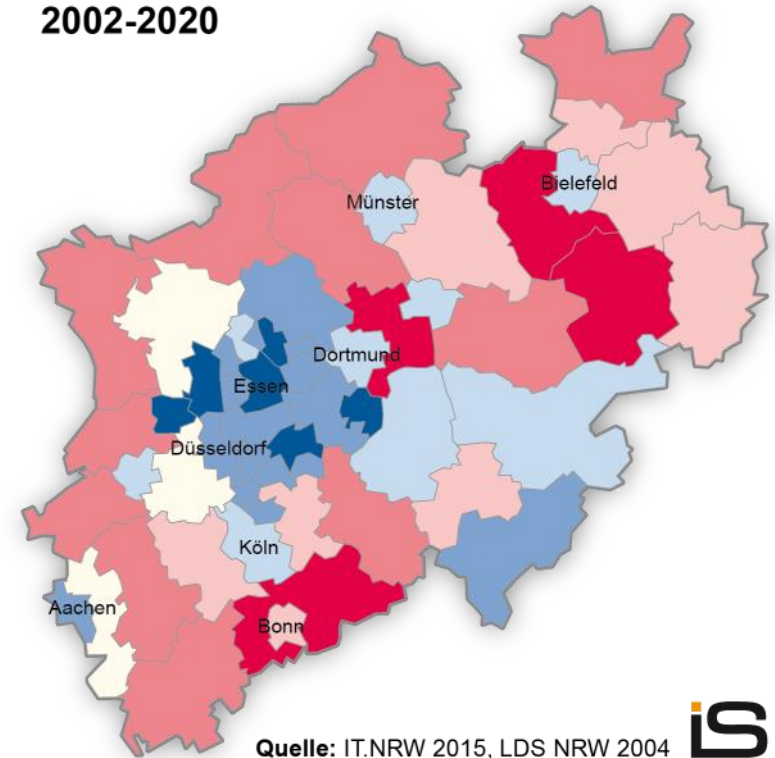 2002-2020
Bielefeld
Münster
Dortmund
Essen
Düsseldorf
Köln
Aachen
Bonn
Quelle: IT.NRW 2015, LDS NRW 2004
iS